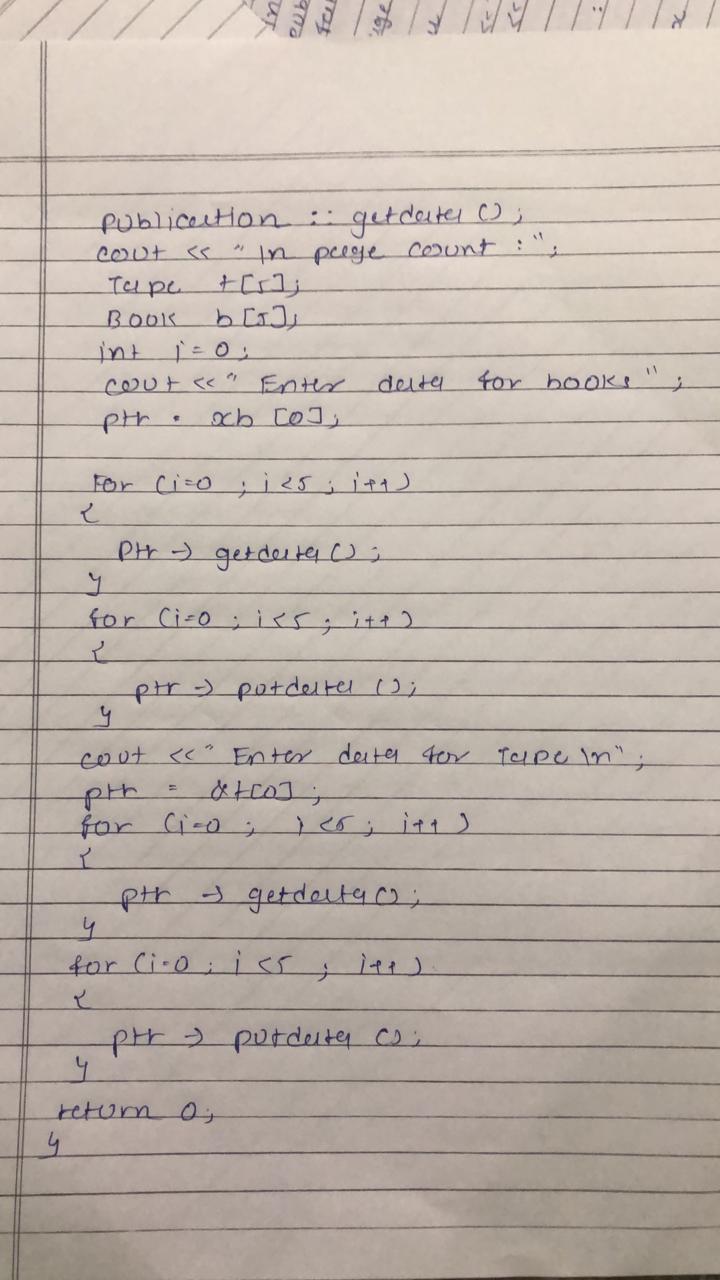 publication :: getdata();
cout << "\n page count :";
Tape t[5];
Book b[5];
int i=0;
cout << " Enter data for books";
ptr = &b[0];
For (i=0 ; i<5 ; i++)
{
ptr -> getdata();
}
for (i=0 ; i<5 ; i++)
{
ptr -> putdata ();
}
cout << " Enter data for Tape \n";
ptr = &t[0];
for (i=0 ; i<5 ; i++)
{
ptr -> getdata();
}
for (i=0 ; i<5 ; i++)
{
ptr -> putdata ();
}
return 0;
}